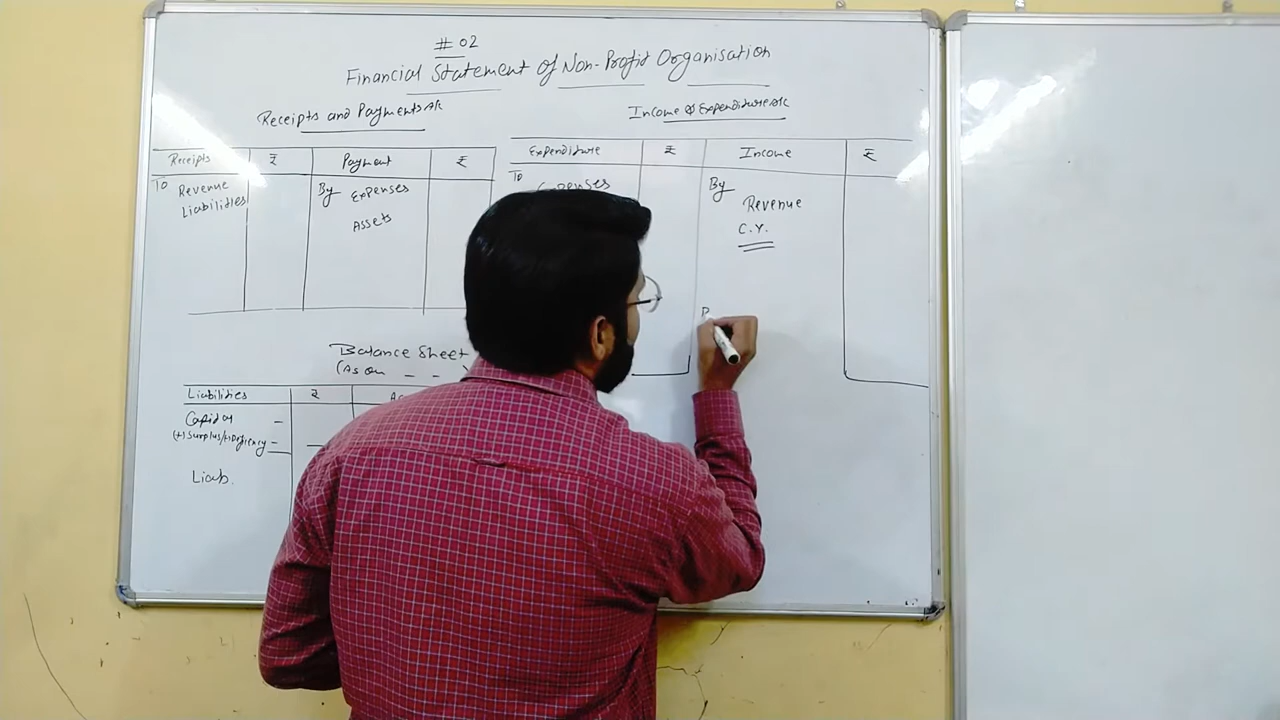 # 02
Financial Statement of Non-Profit Organisation
Receipts and Payments A/c
Receipts ₹ Payment ₹
To Revenue
Liabilities
By Expenses
Assets
Income & Expenditure A/c
Expenditure ₹ Income ₹
To Expenses
By Revenue
C.Y.
Balance Sheet
(As on - - )
Liabilities ₹
Capital -
(+) Surplus/(-) Deficiency -
Liab.